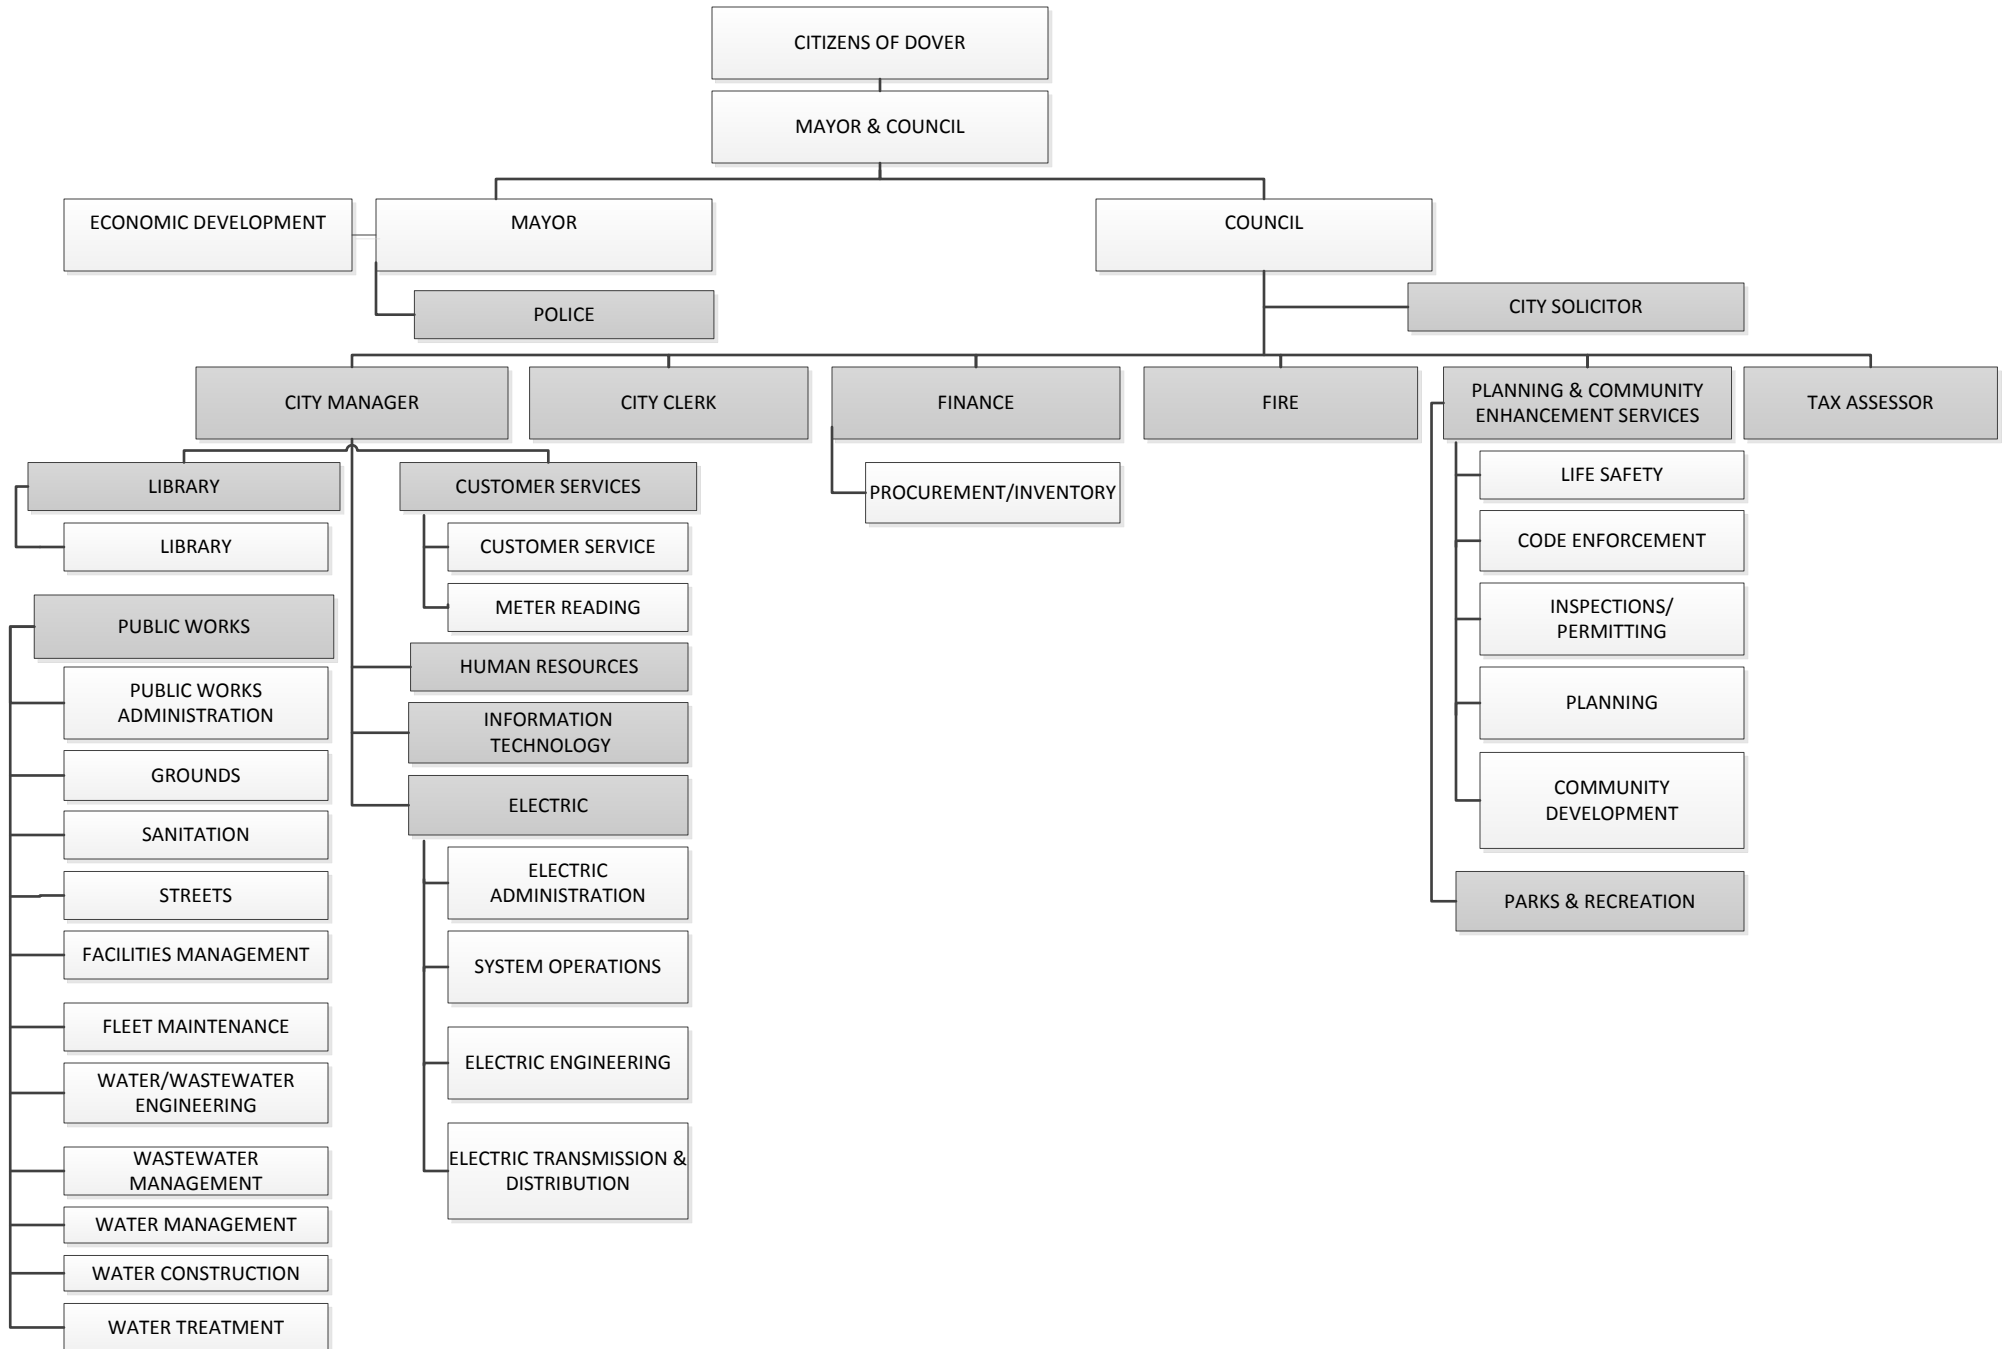 CITIZENS OF DOVER
MAYOR & COUNCIL
ECONOMIC DEVELOPMENT
MAYOR
COUNCIL
POLICE
CITY SOLICITOR
CITY MANAGER
CITY CLERK
FINANCE
FIRE
PLANNING & COMMUNITY
ENHANCEMENT SERVICES
TAX ASSESSOR
LIBRARY
LIBRARY
PUBLIC WORKS
PUBLIC WORKS
ADMINISTRATION
GROUNDS
SANITATION
STREETS
FACILITIES MANAGEMENT
FLEET MAINTENANCE
WATER/WASTEWATER
ENGINEERING
WASTEWATER
MANAGEMENT
WATER MANAGEMENT
WATER CONSTRUCTION
WATER TREATMENT
CUSTOMER SERVICES
CUSTOMER SERVICE
METER READING
HUMAN RESOURCES
INFORMATION
TECHNOLOGY
ELECTRIC
ELECTRIC
ADMINISTRATION
SYSTEM OPERATIONS
ELECTRIC ENGINEERING
ELECTRIC TRANSMISSION &
DISTRIBUTION
PROCUREMENT/INVENTORY
LIFE SAFETY
CODE ENFORCEMENT
INSPECTIONS/
PERMITTING
PLANNING
COMMUNITY
DEVELOPMENT
PARKS & RECREATION